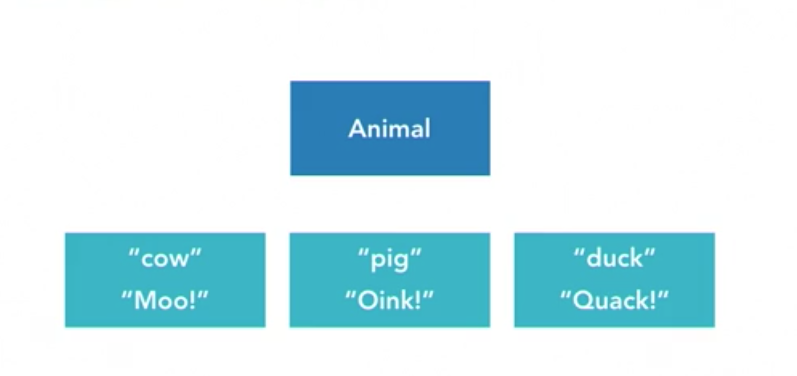 Animal
“cow”
“Moo!”
“pig”
“Oink!”
“duck”
“Quack!”